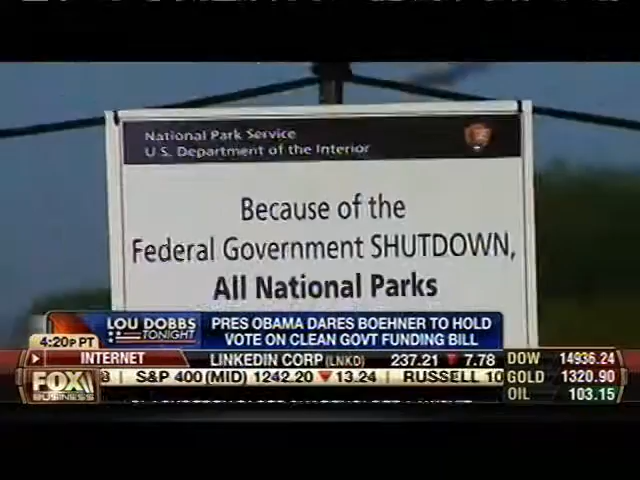 National Park Service
U.S. Department of the Interior
Because of the
Federal Government SHUTDOWN,
All National Parks
LOU DOBBS
TONIGHT
PRES OBAMA DARES BOEHNER TO HOLD
VOTE ON CLEAN GOVT FUNDING BILL
4:20P PT
INTERNET
LINKEDIN CORP(LNKD) 237.21 ▼ 7.78
DOW 14936.24
FOX
BUSINESS
S&P 400(MID) 1242.20 ▼13.24 RUSSELL 10
GOLD 1320.90
OIL 103.15